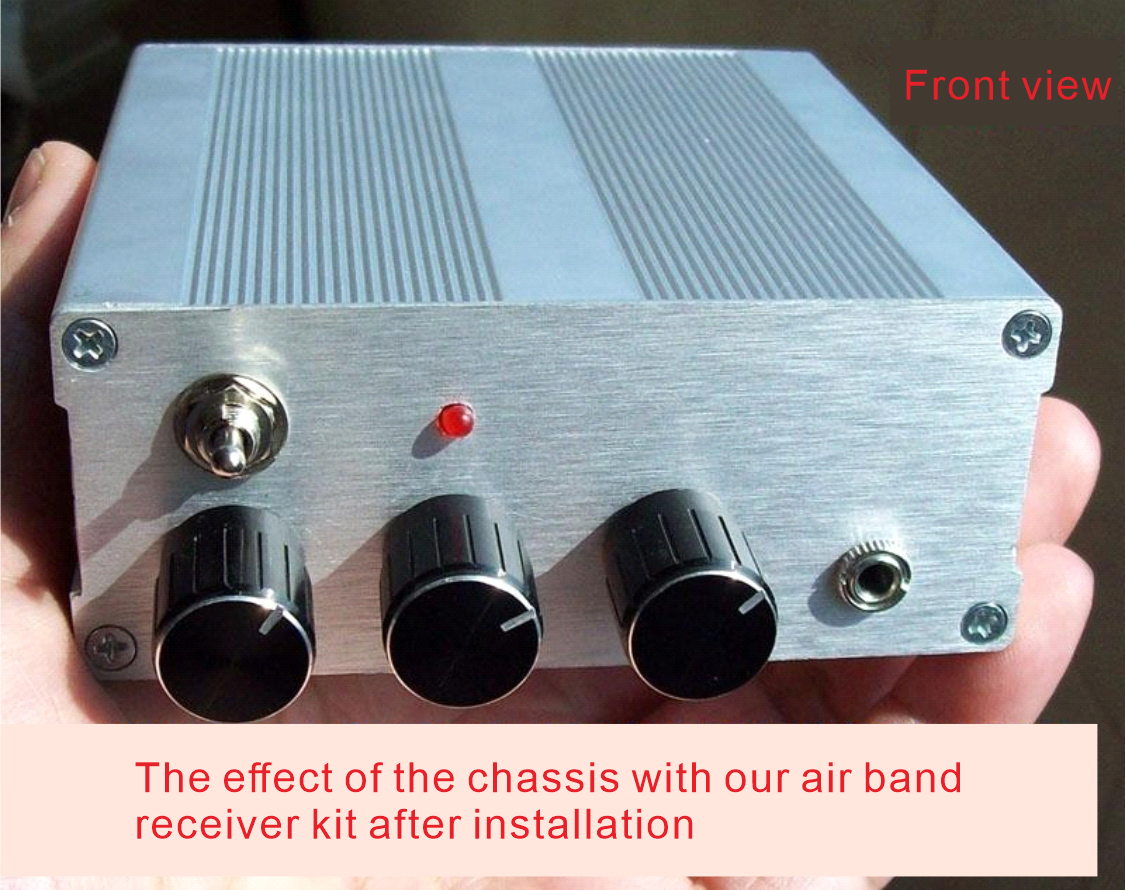 Front view
The effect of the chassis with our air band
receiver kit after installation